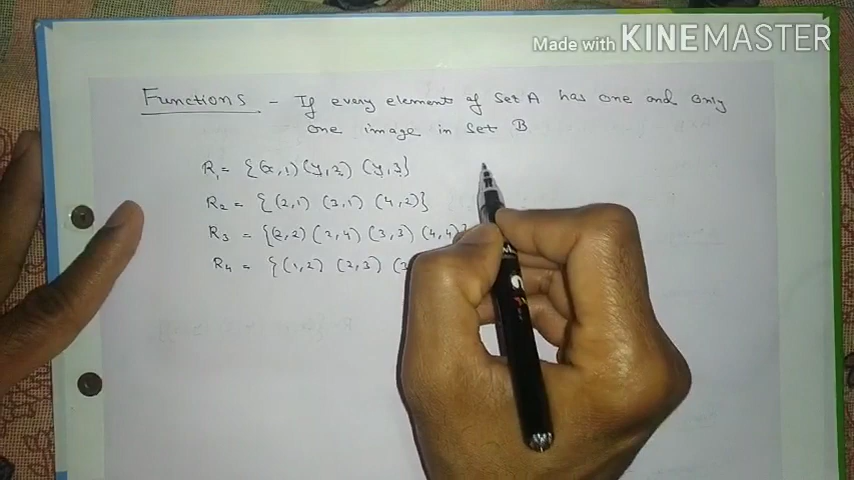 Made with KINEMASTER
Functions - If every element of Set A has one and only
one image in set B
R1 = {(x,1) (y,2) (y,3}
R2 = {(2,1) (3,1) (4,2)}
R3 = {(2,2) (2,4) (3,3) (4,4)}
R4 = {(1,2) (2,3) (3